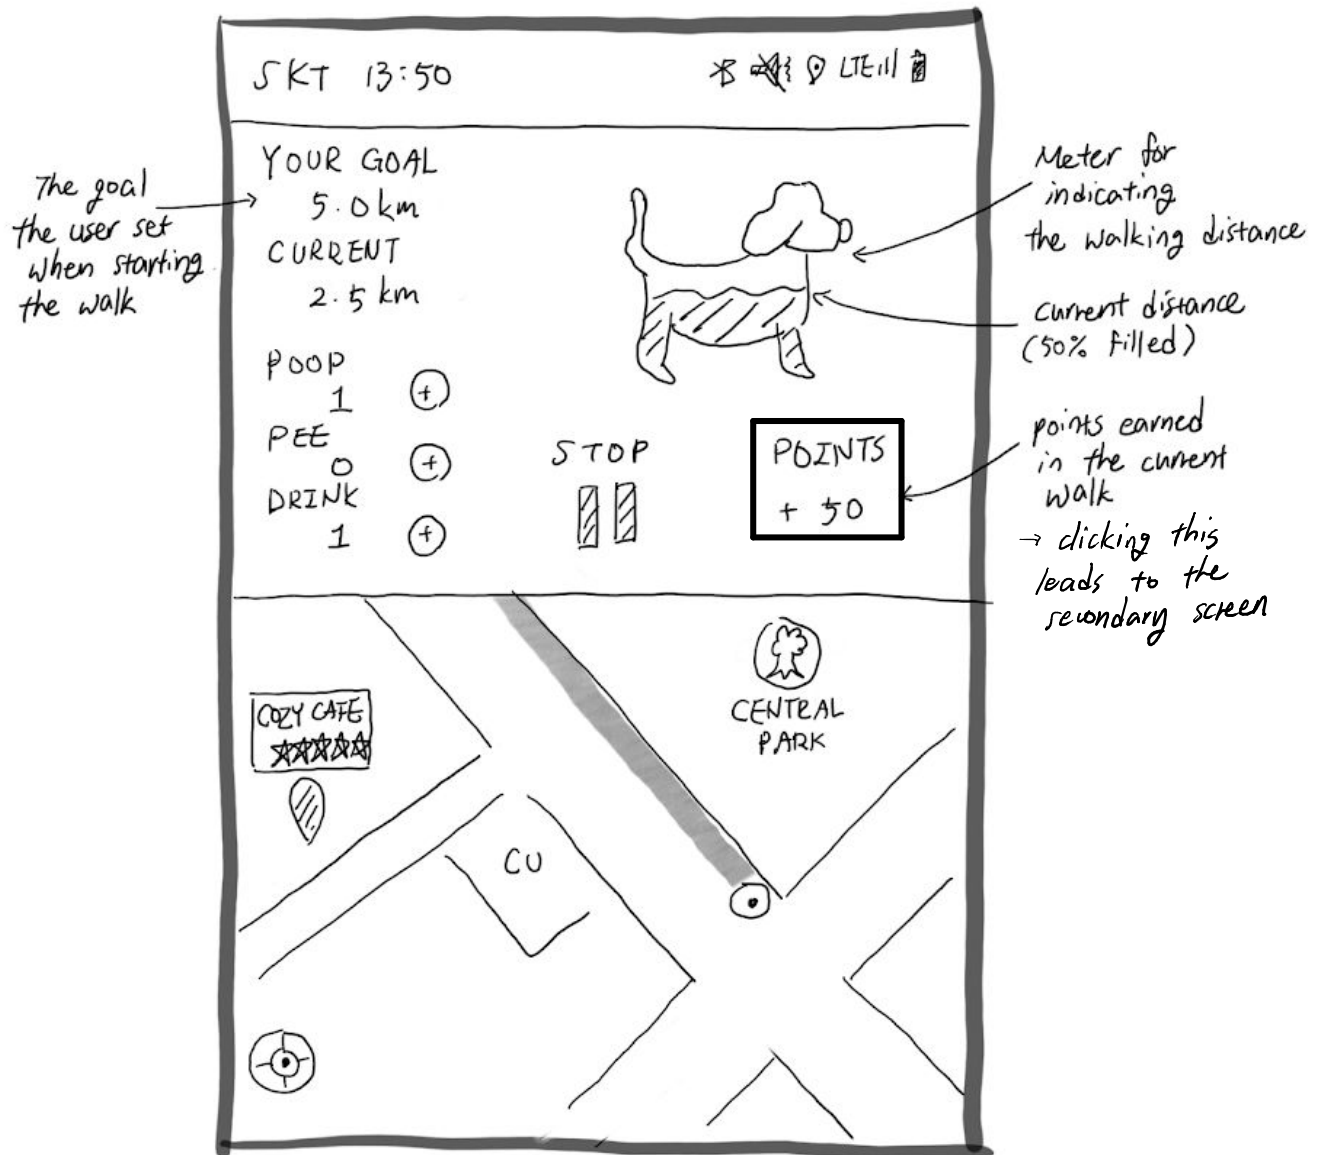 SKT 13:50
LTE
YOUR GOAL
5.0km
CURRENT
2.5 km
POOP
1 +
PEE
0 +
DRINK
1 +
STOP
POINTS
+ 50
COZY CAFE
CENTRAL
PARK
CU
The goal
the user set
when starting
the walk
Meter for
indicating
the walking distance
current distance
(50% filled)
points earned
in the current
walk
→ clicking this
leads to the
secondary screen